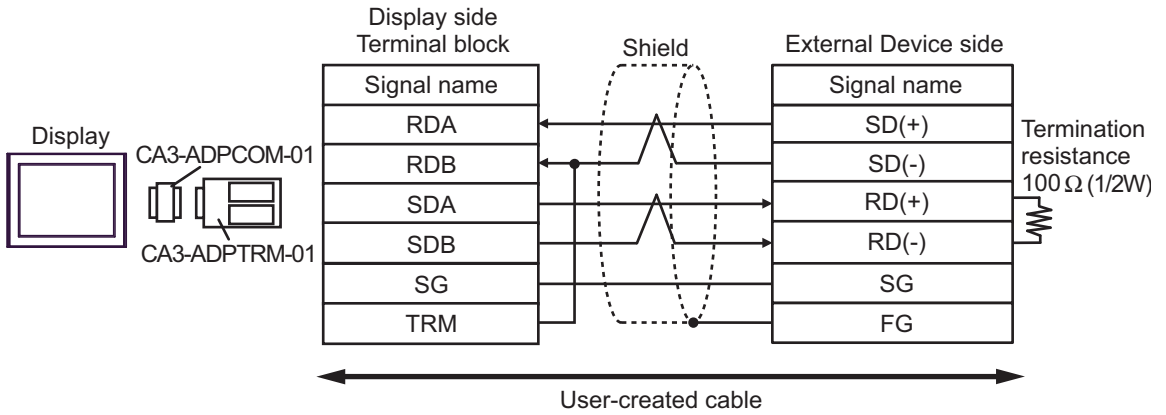 Display side
Terminal block
Shield
External Device side
Signal name
Signal name
RDA
SD(+)
Display
CA3-ADPCOM-01
RDB
SD(-)
Termination
resistance
100 Ω (1/2W)
SDA
RD(+)
CA3-ADPTRM-01
SDB
RD(-)
SG
SG
TRM
FG
User-created cable